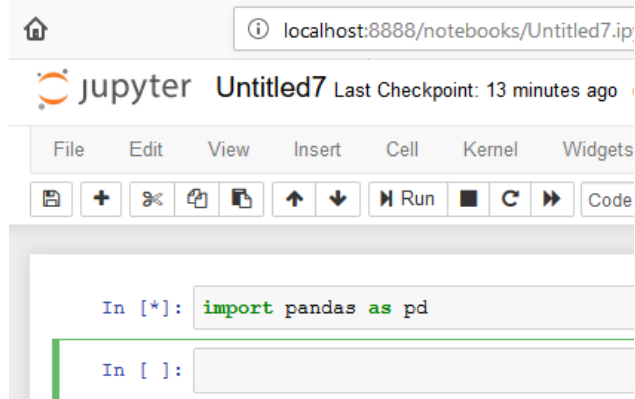 localhost:8888/notebooks/Untitled7.ipy
jupyter Untitled7 Last Checkpoint: 13 minutes ago
File Edit View Insert Cell Kernel Widgets
Run Code
In [*]: import pandas as pd
In [ ]: